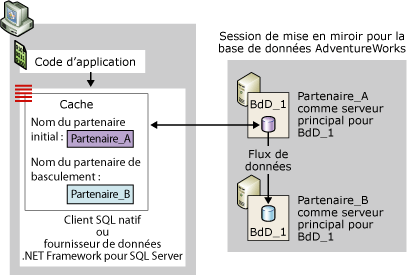 Code d'application
Cache
Nom du partenaire
initial :
Partenaire_A
Nom du partenaire de
basculement :
Partenaire_B
Client SQL natif
ou
fournisseur de données
.NET Framework pour SQL Server
Session de mise en miroir pour la
base de données AdventureWorks
BdD_1
Partenaire_A
comme serveur
principal pour
BdD_1
Flux de
données
BdD_1
Partenaire_B
comme serveur
principal pour
BdD_1